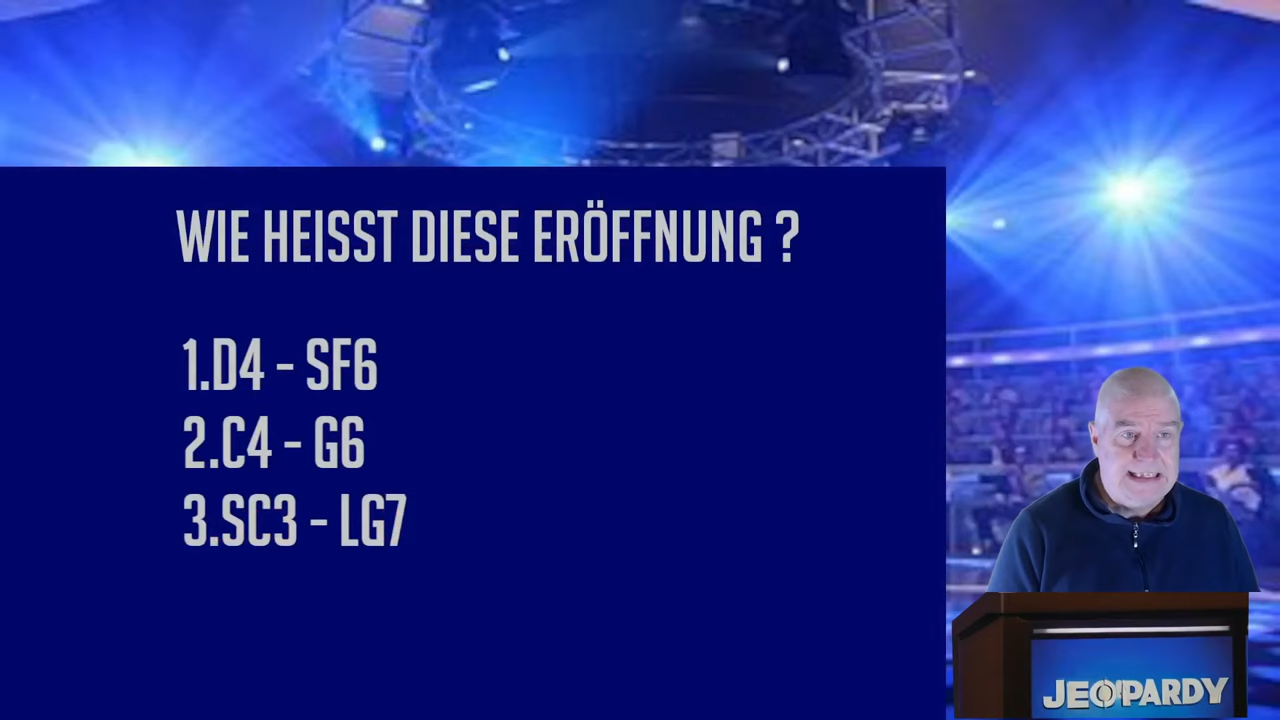 WIE HEISST DIESE ERÖFFNUNG ?
1.D4 - SF6
2.C4 - G6
3.SC3 - LG7
JEOPARDY